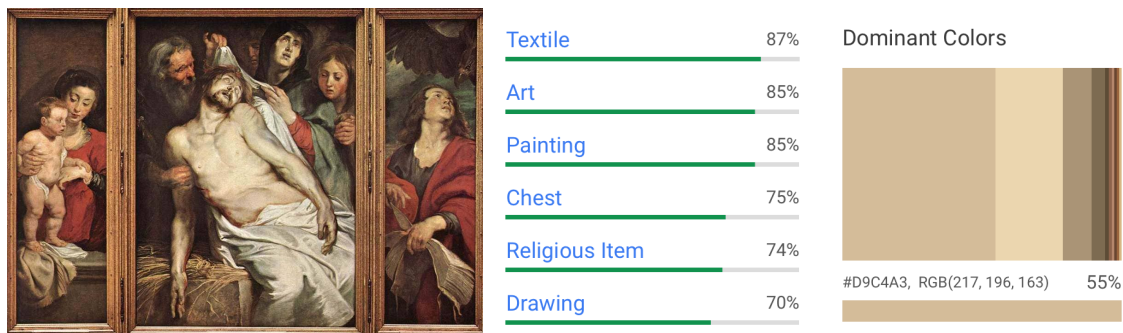 Textile 87%
Art 85%
Painting 85%
Chest 75%
Religious Item 74%
Drawing 70%
Dominant Colors
#D9C4A3, RGB(217, 196, 163) 55%